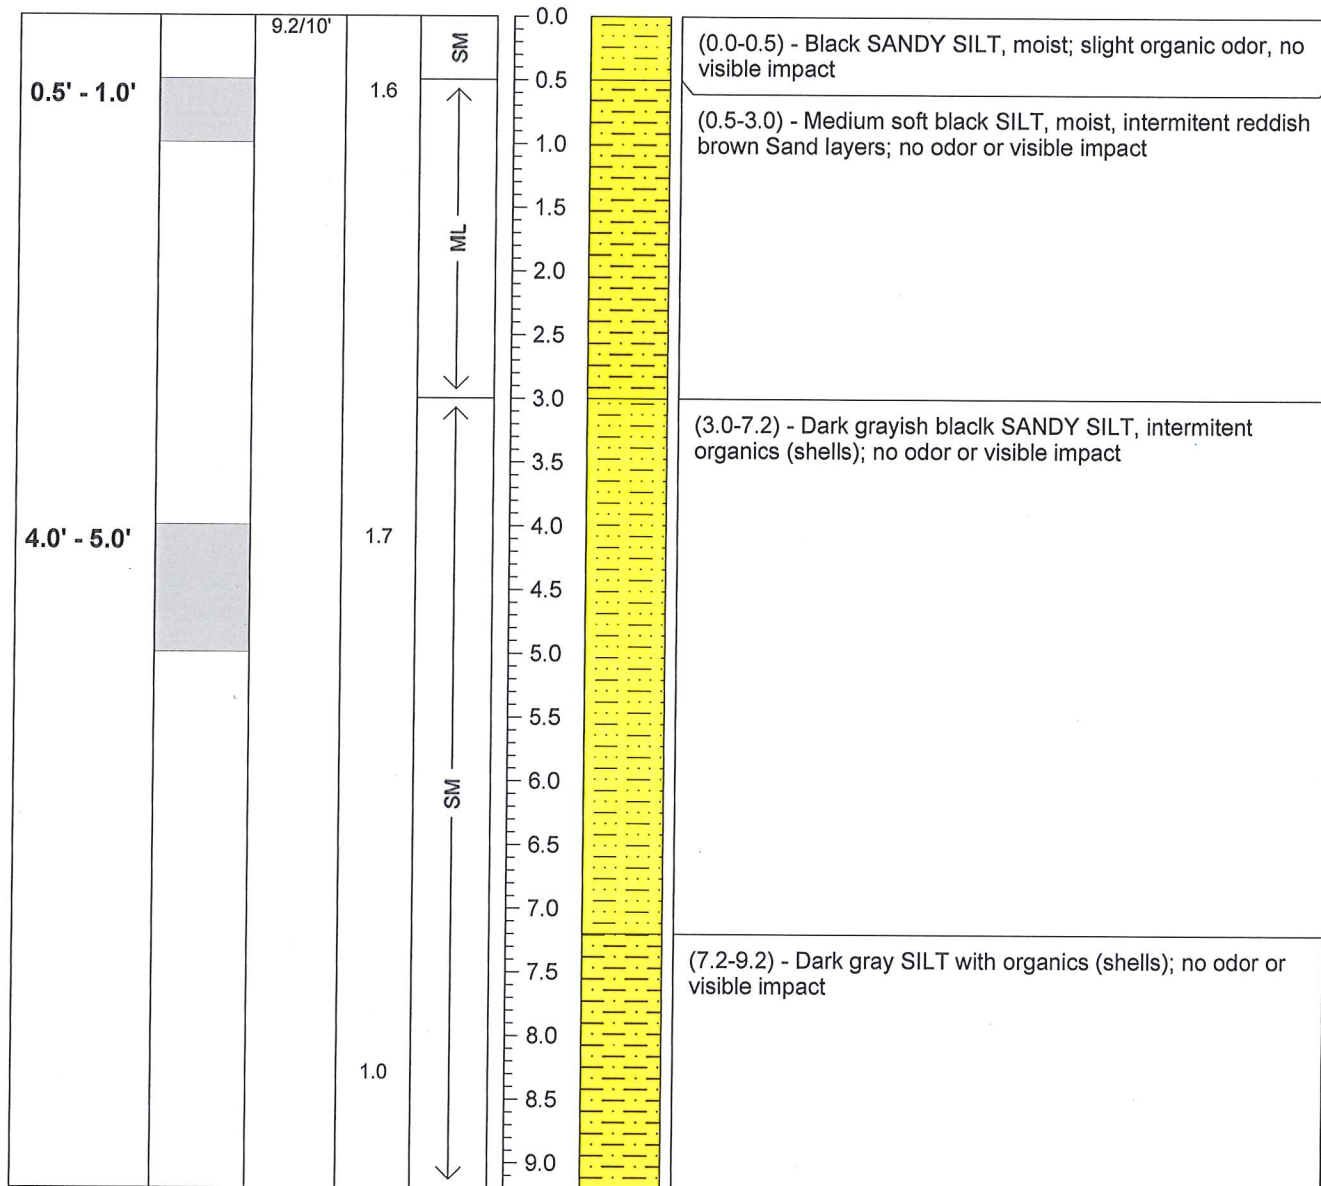 9.2/10'
SM
0.0
(0.0-0.5) - Black SANDY SILT, moist; slight organic odor, no
visible impact
0.5' - 1.0'
1.6
0.5
(0.5-3.0) - Medium soft black SILT, moist, intermitent reddish
brown Sand layers; no odor or visible impact
1.0
1.5
ML
2.0
2.5
3.0
(3.0-7.2) - Dark grayish blaclk SANDY SILT, intermitent
organics (shells); no odor or visible impact
3.5
4.0' - 5.0'
1.7
4.0
4.5
5.0
5.5
6.0
SM
6.5
7.0
(7.2-9.2) - Dark gray SILT with organics (shells); no odor or
visible impact
7.5
8.0
1.0
8.5
9.0